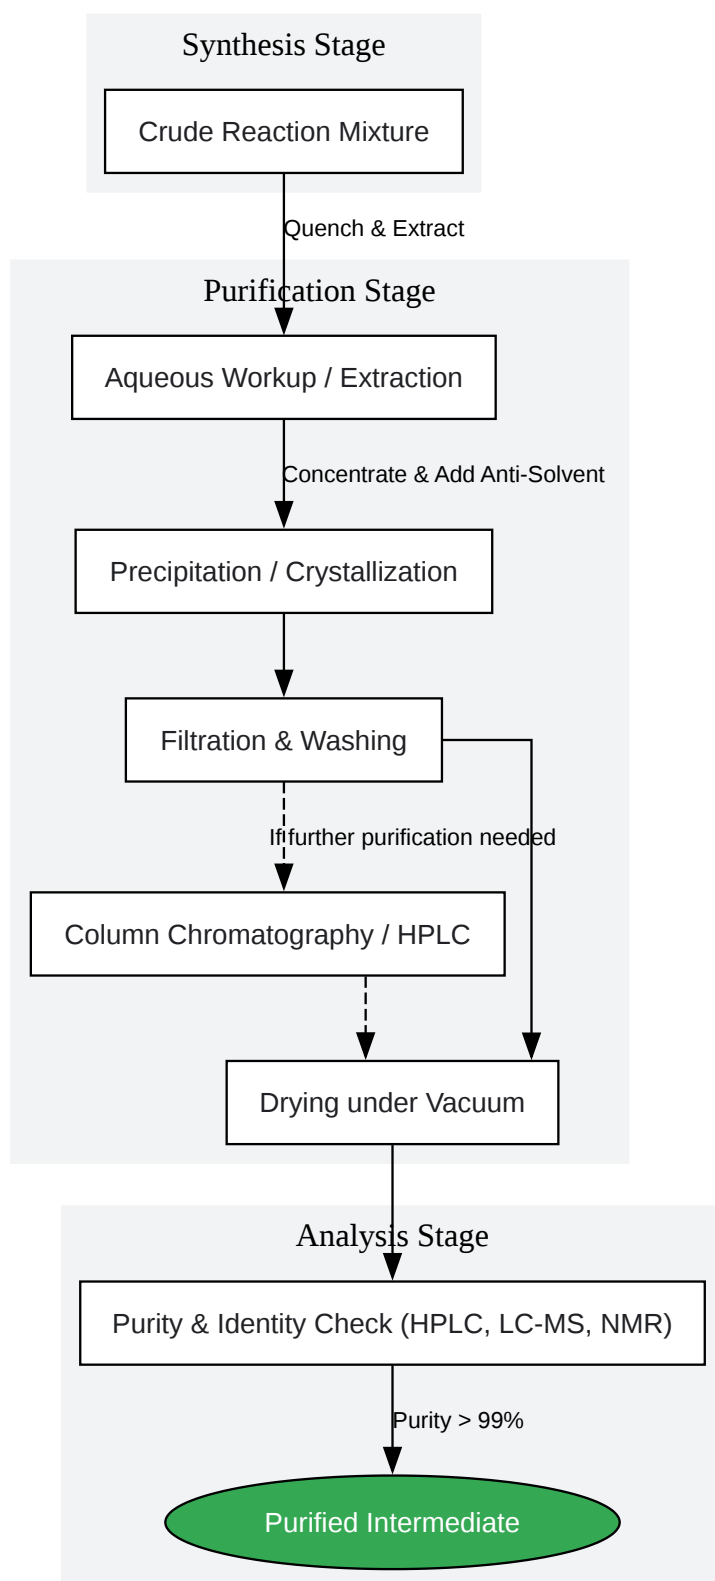 Synthesis Stage
Crude Reaction Mixture
Quench & Extract
Purification Stage
Aqueous Workup / Extraction
Concentrate & Add Anti-Solvent
Precipitation / Crystallization
Filtration & Washing
If further purification needed
Column Chromatography / HPLC
Drying under Vacuum
Analysis Stage
Purity & Identity Check (HPLC, LC-MS, NMR)
Purity > 99%
Purified Intermediate